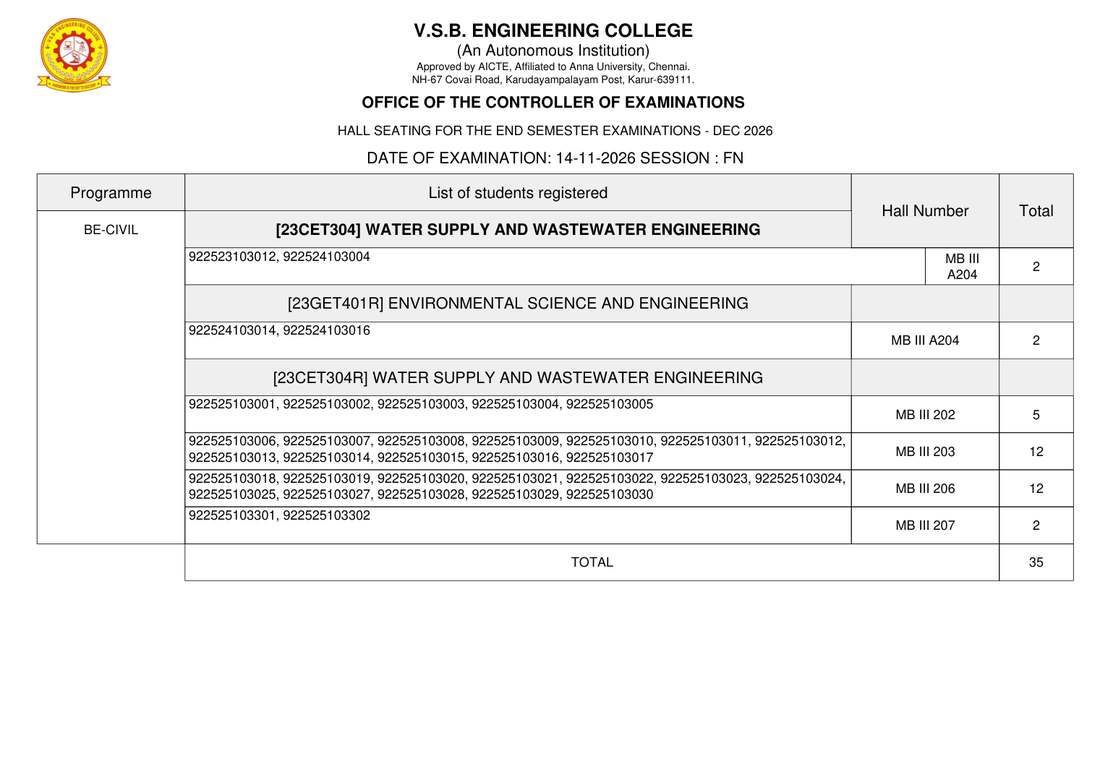 V.S.B. ENGINEERING COLLEGE
(An Autonomous Institution)
Approved by AICTE, Affiliated to Anna University, Chennai.
NH-67 Covai Road, Karudayampalayam Post, Karur-639111.
OFFICE OF THE CONTROLLER OF EXAMINATIONS
HALL SEATING FOR THE END SEMESTER EXAMINATIONS - DEC 2026
DATE OF EXAMINATION: 14-11-2026 SESSION : FN
Programme List of students registered Hall Number Total
BE-CIVIL [23CET304] WATER SUPPLY AND WASTEWATER ENGINEERING
922523103012, 922524103004 MB III A204 2
[23GET401R] ENVIRONMENTAL SCIENCE AND ENGINEERING
922524103014, 922524103016 MB III A204 2
[23CET304R] WATER SUPPLY AND WASTEWATER ENGINEERING
922525103001, 922525103002, 922525103003, 922525103004, 922525103005 MB III 202 5
922525103006, 922525103007, 922525103008, 922525103009, 922525103010, 922525103011, 922525103012,
922525103013, 922525103014, 922525103015, 922525103016, 922525103017 MB III 203 12
922525103018, 922525103019, 922525103020, 922525103021, 922525103022, 922525103023, 922525103024,
922525103025, 922525103027, 922525103028, 922525103029, 922525103030 MB III 206 12
922525103301, 922525103302 MB III 207 2
TOTAL 35